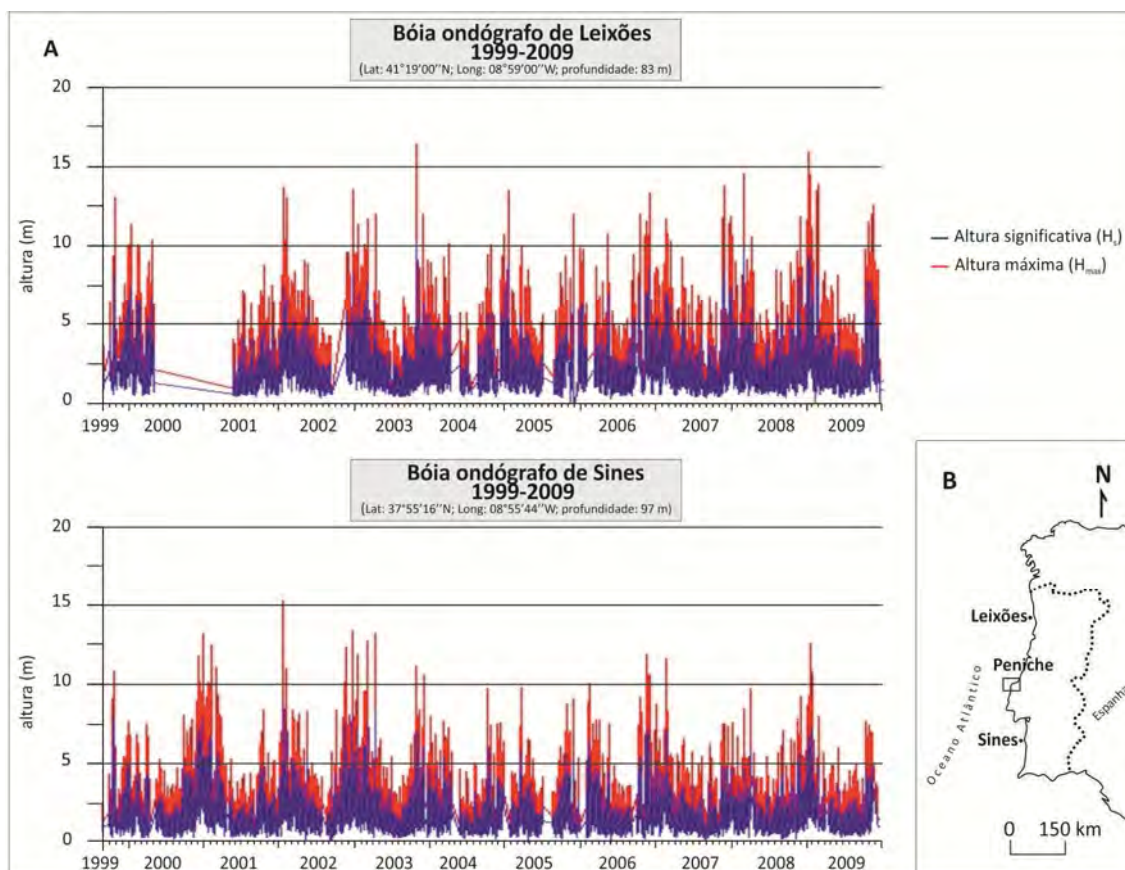 A
Bóia ondógrafo de Leixões
1999-2009
(Lat: 41°19'00''N; Long: 08°59'00''W; profundidade: 83 m)
20
15
10
5
0
altura (m)
1999 2000 2001 2002 2003 2004 2005 2006 2007 2008 2009
Altura significativa (Hs)
Altura máxima (Hmax)
Bóia ondógrafo de Sines
1999-2009
(Lat: 37°55'16''N; Long: 08°55'44''W; profundidade: 97 m)
20
15
10
5
0
altura (m)
1999 2000 2001 2002 2003 2004 2005 2006 2007 2008 2009
B
N
Leixões
Peniche
Sines
Oceano Atlântico
Espanha
0 150 km